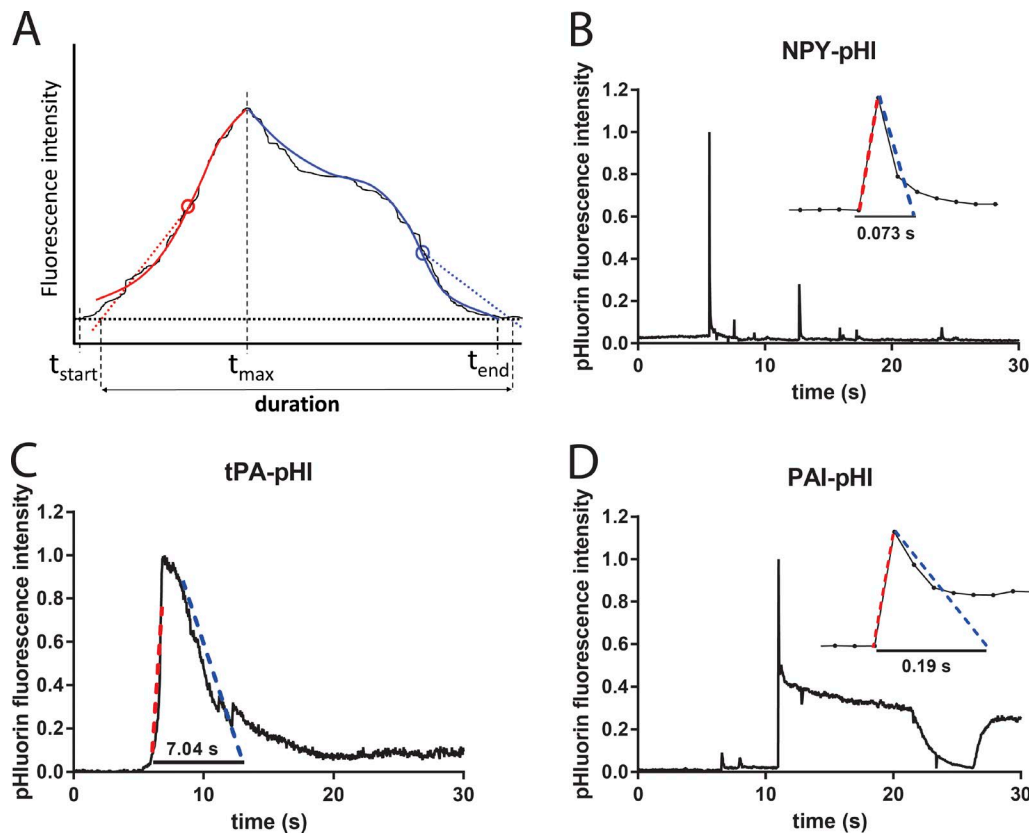 A
Fluorescence intensity
t start
t max
t end
duration
B
NPY-pHl
pHluorin fluorescence intensity
1.2
1.0
0.8
0.6
0.4
0.2
0.0
0.073 s
0 10 20 30
time (s)
C
tPA-pHl
pHluorin fluorescence intensity
1.2
1.0
0.8
0.6
0.4
0.2
0.0
7.04 s
0 10 20 30
time (s)
D
PAI-pHl
pHluorin fluorescence intensity
1.2
1.0
0.8
0.6
0.4
0.2
0.0
0.19 s
0 10 20 30
time (s)